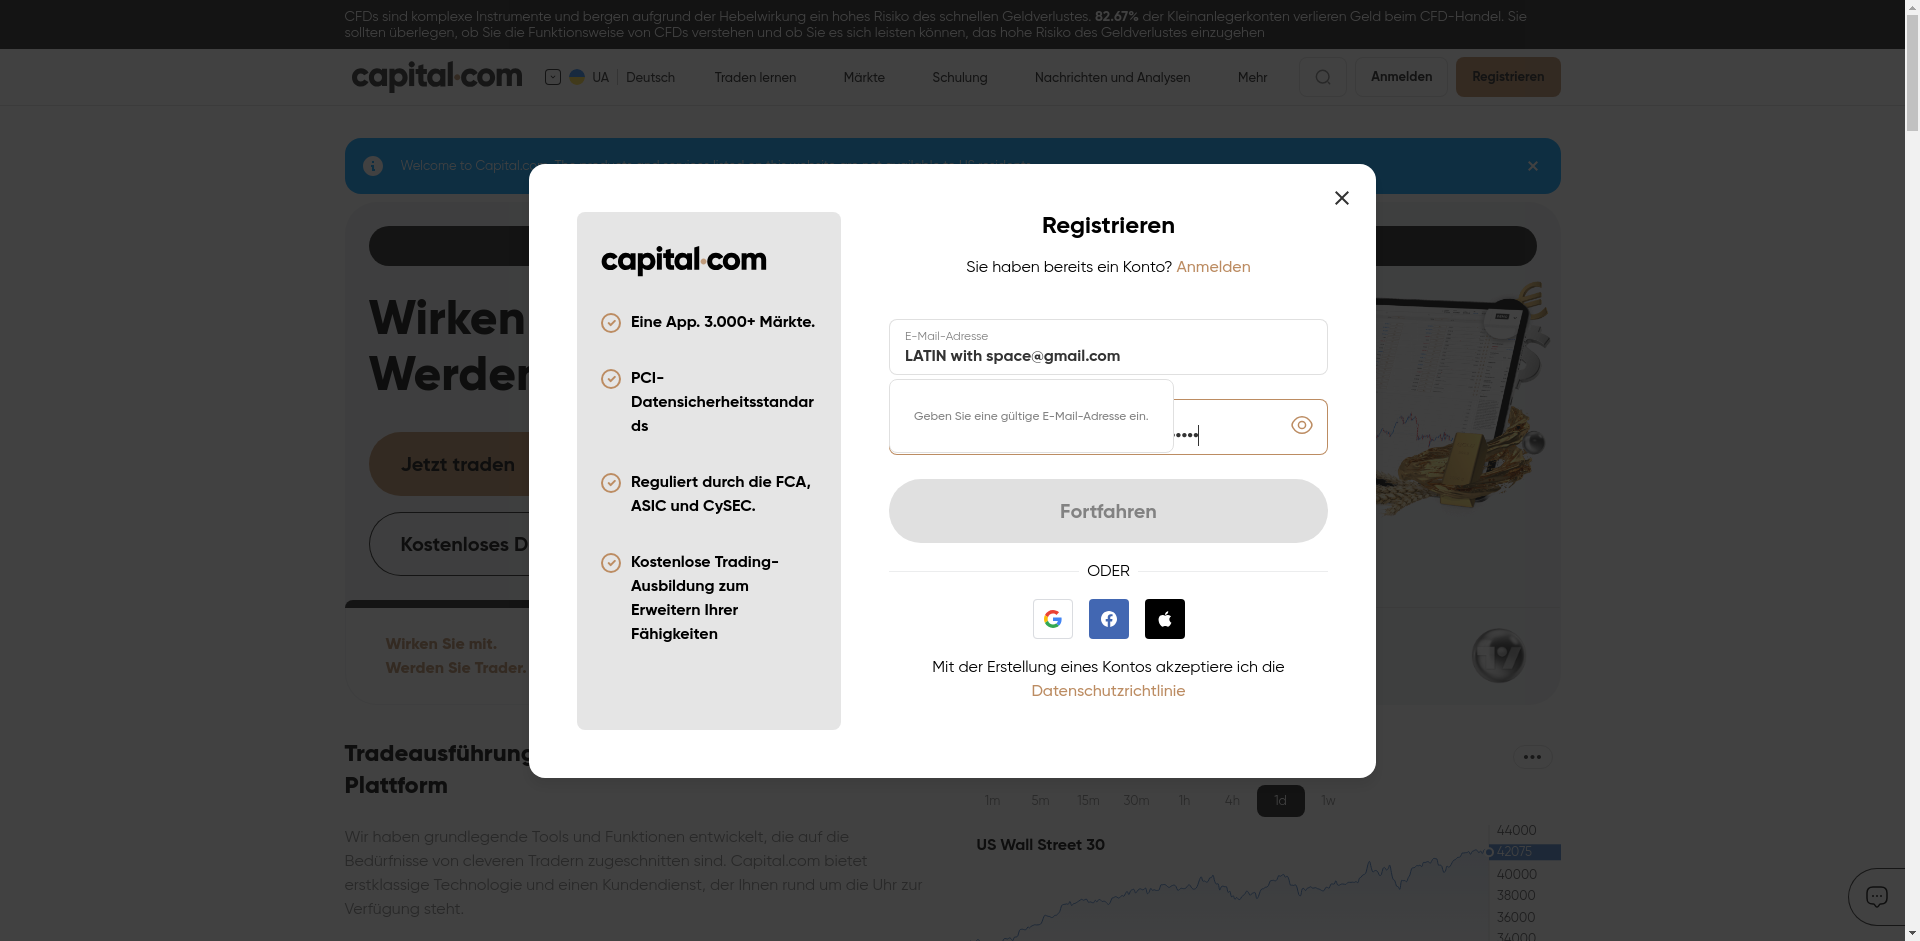 CFDs sind komplexe Instrumente und bergen aufgrund der Hebelwirkung ein hohes Risiko des schnellen Geldverlustes. 82.67% der Kleinanlegerkonten verlieren Geld beim CFD-Handel. Sie
sollten überlegen, ob Sie die Funktionsweise von CFDs verstehen und ob Sie es sich leisten können, das hohe Risiko des Geldverlustes einzugehen
capital.com
UA
Deutsch
Traden lernen
Märkte
Schulung
Nachrichten und Analysen
Mehr
Anmelden
Registrieren
Welcome to Capital.co
Wirken
Werden
Jetzt traden
Kostenloses D
Wirken Sie mit.
Werden Sie Trader.
capital.com
Eine App. 3.000+ Märkte.
PCI-
Datensicherheitsstandar
ds
Reguliert durch die FCA,
ASIC und CySEC.
Kostenlose Trading-
Ausbildung zum
Erweitern Ihrer
Fähigkeiten
Registrieren
Sie haben bereits ein Konto? Anmelden
E-Mail-Adresse
LATIN with space@gmail.com
Geben Sie eine gültige E-Mail-Adresse ein.
Fortfahren
ODER
Mit der Erstellung eines Kontos akzeptiere ich die
Datenschutzrichtlinie
Tradeausführung
Plattform
Wir haben grundlegende Tools und Funktionen entwickelt, die auf die
Bedürfnisse von cleveren Tradern zugeschnitten sind. Capital.com bietet
erstklassige Technologie und einen Kundendienst, der Ihnen rund um die Uhr zur
Verfügung steht.
1m
5m
15m
30m
1h
4h
1d
1w
US Wall Street 30
44000
42075
40000
38000
36000
34000